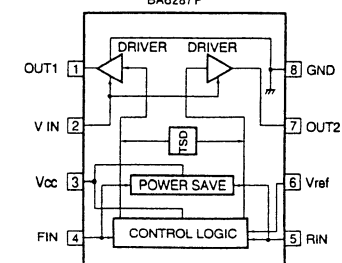 BA6287F
DRIVER DRIVER
OUT1 1
8 GND
V IN 2
7 OUT2
TSD
Vcc 3
POWER SAVE
6 Vref
FIN 4
CONTROL LOGIC
5 RIN